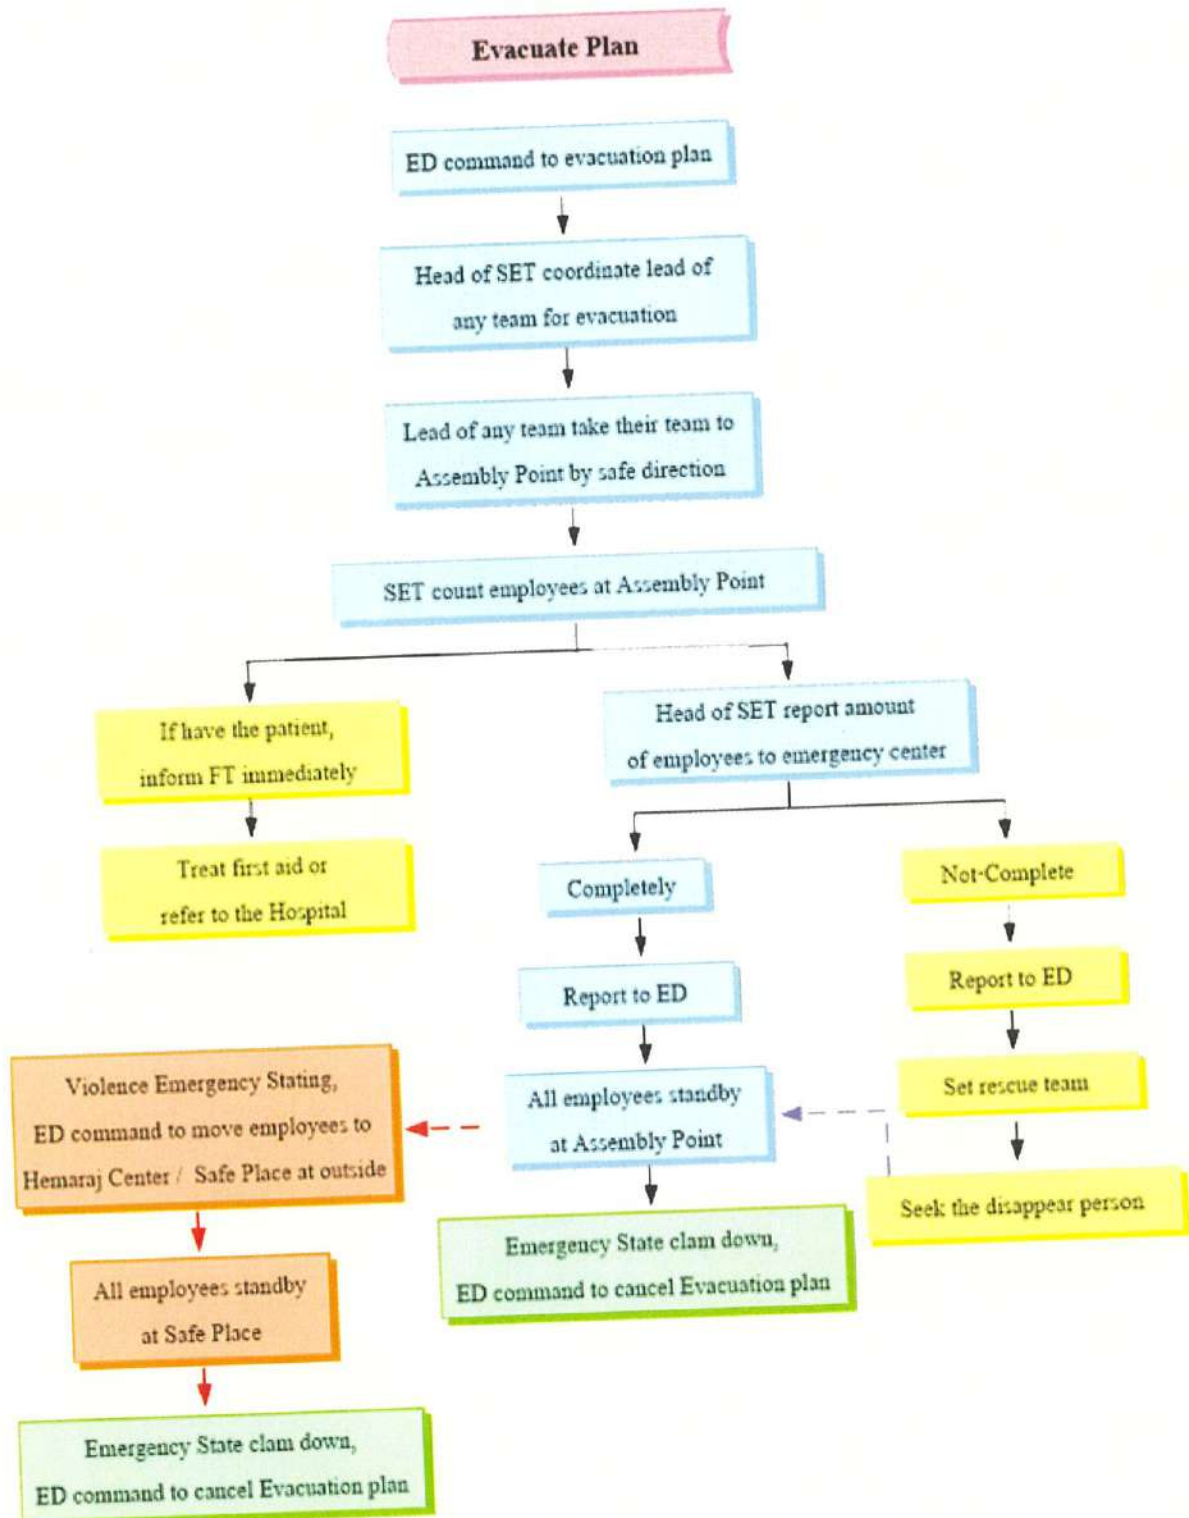 Evacuate Plan
ED command to evacuation plan
Head of SET coordinate lead of
any team for evacuation
Lead of any team take their team to
Assembly Point by safe direction
SET count employees at Assembly Point
If have the patient,
inform FT immediately
Treat first aid or
refer to the Hospital
Head of SET report amount
of employees to emergency center
Completely
Report to ED
All employees standby
at Assembly Point
Emergency State clam down,
ED command to cancel Evacuation plan
Not-Complete
Report to ED
Set rescue team
Seek the disappear person
Violence Emergency Stating,
ED command to move employees to
Hemaraj Center / Safe Place at outside
All employees standby
at Safe Place
Emergency State clam down,
ED command to cancel Evacuation plan